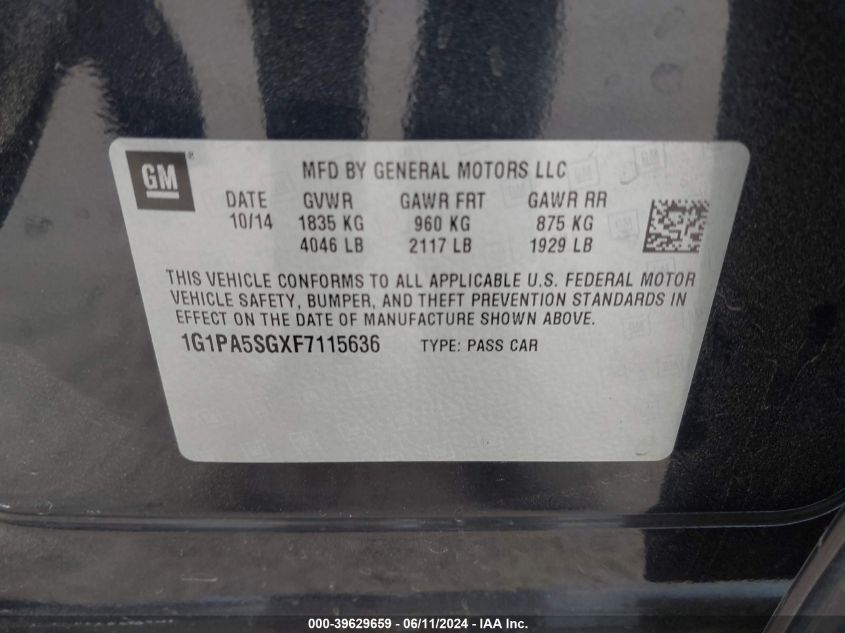 GM ®
MFD BY GENERAL MOTORS LLC
DATE GVWR GAWR FRT GAWR RR
10/14 1835 KG 960 KG 875 KG
4046 LB 2117 LB 1929 LB
THIS VEHICLE CONFORMS TO ALL APPLICABLE U.S. FEDERAL MOTOR
VEHICLE SAFETY, BUMPER, AND THEFT PREVENTION STANDARDS IN
EFFECT ON THE DATE OF MANUFACTURE SHOWN ABOVE.
1G1PA5SGXF7115636 TYPE: PASS CAR
000-39629659 - 06/11/2024 - IAA Inc.